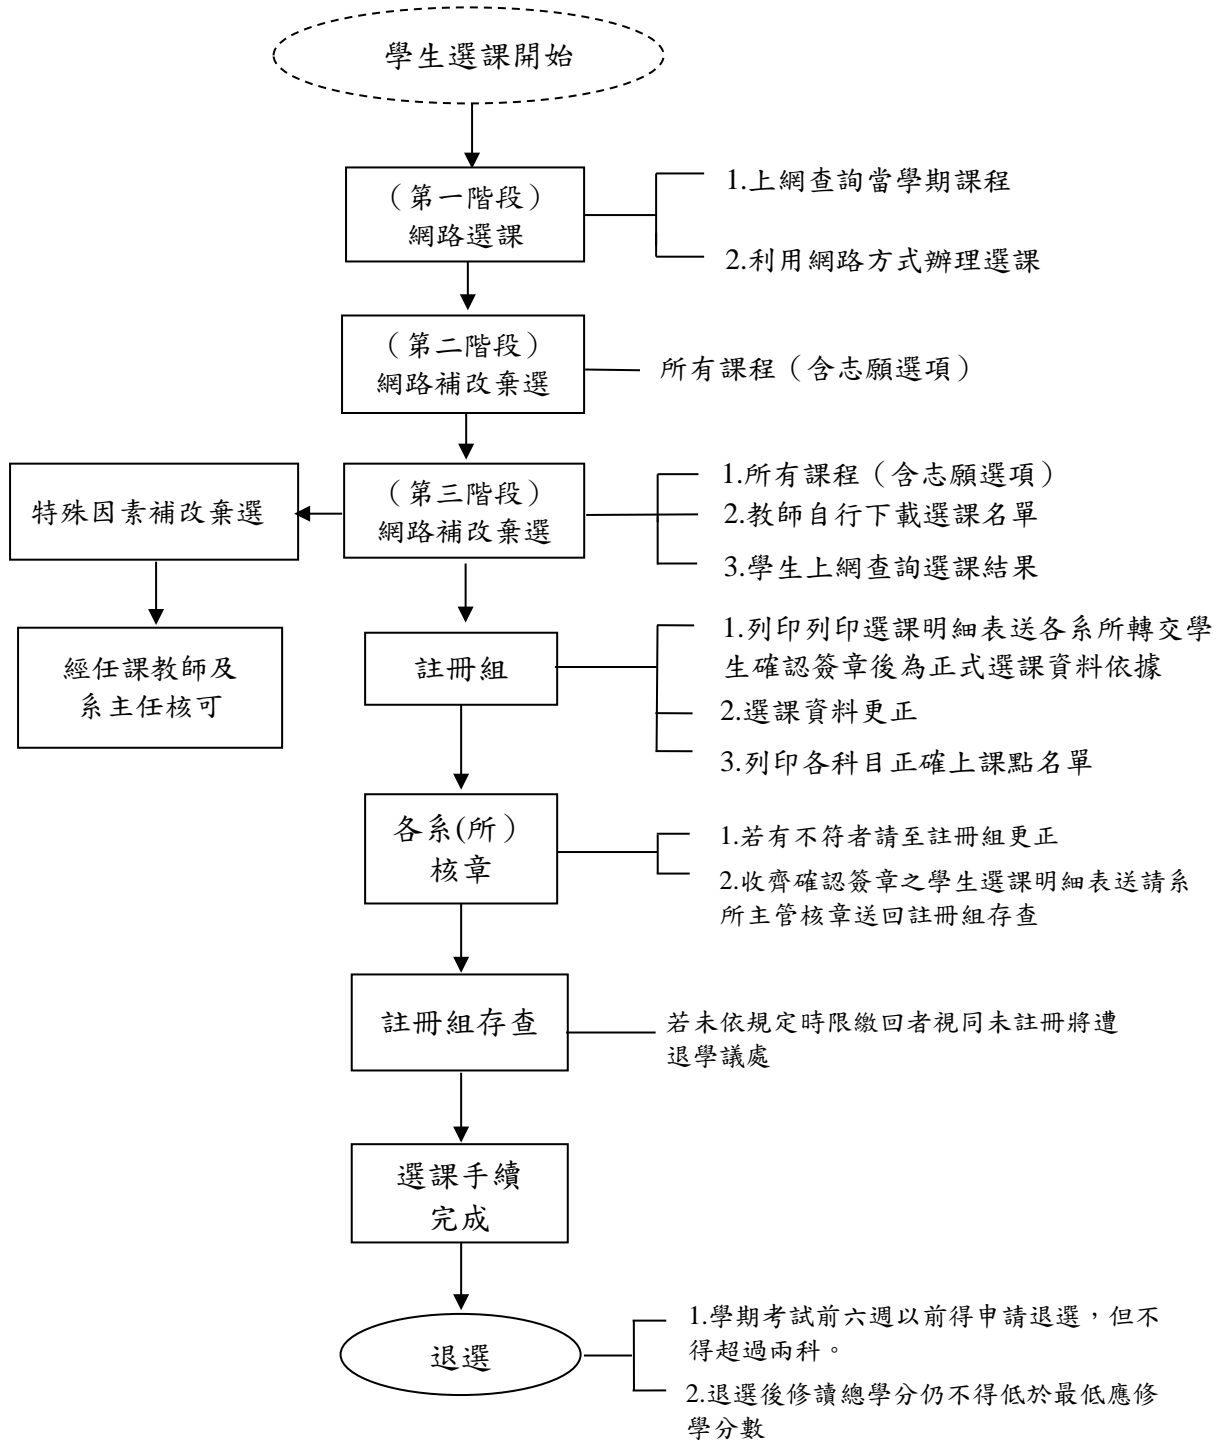 學生選課開始
（第一階段）
網路選課
1.上網查詢當學期課程
2.利用網路方式辦理選課
（第二階段）
網路補改棄選
所有課程（含志願選項）
特殊因素補改棄選
（第三階段）
網路補改棄選
1.所有課程（含志願選項）
2.教師自行下載選課名單
3.學生上網查詢選課結果
經任課教師及
系主任核可
註冊組
1.列印列印選課明細表送各系所轉交學
生確認簽章後為正式選課資料依據
2.選課資料更正
3.列印各科目正確上課點名單
各系(所）
核章
1.若有不符者請至註冊組更正
2.收齊確認簽章之學生選課明細表送請系
所主管核章送回註冊組存查
註冊組存查
若未依規定時限繳回者視同未註冊將遭
退學議處
選課手續
完成
退選
1.學期考試前六週以前得申請退選，但不
得超過兩科。
2.退選後修讀總學分仍不得低於最低應修
學分數